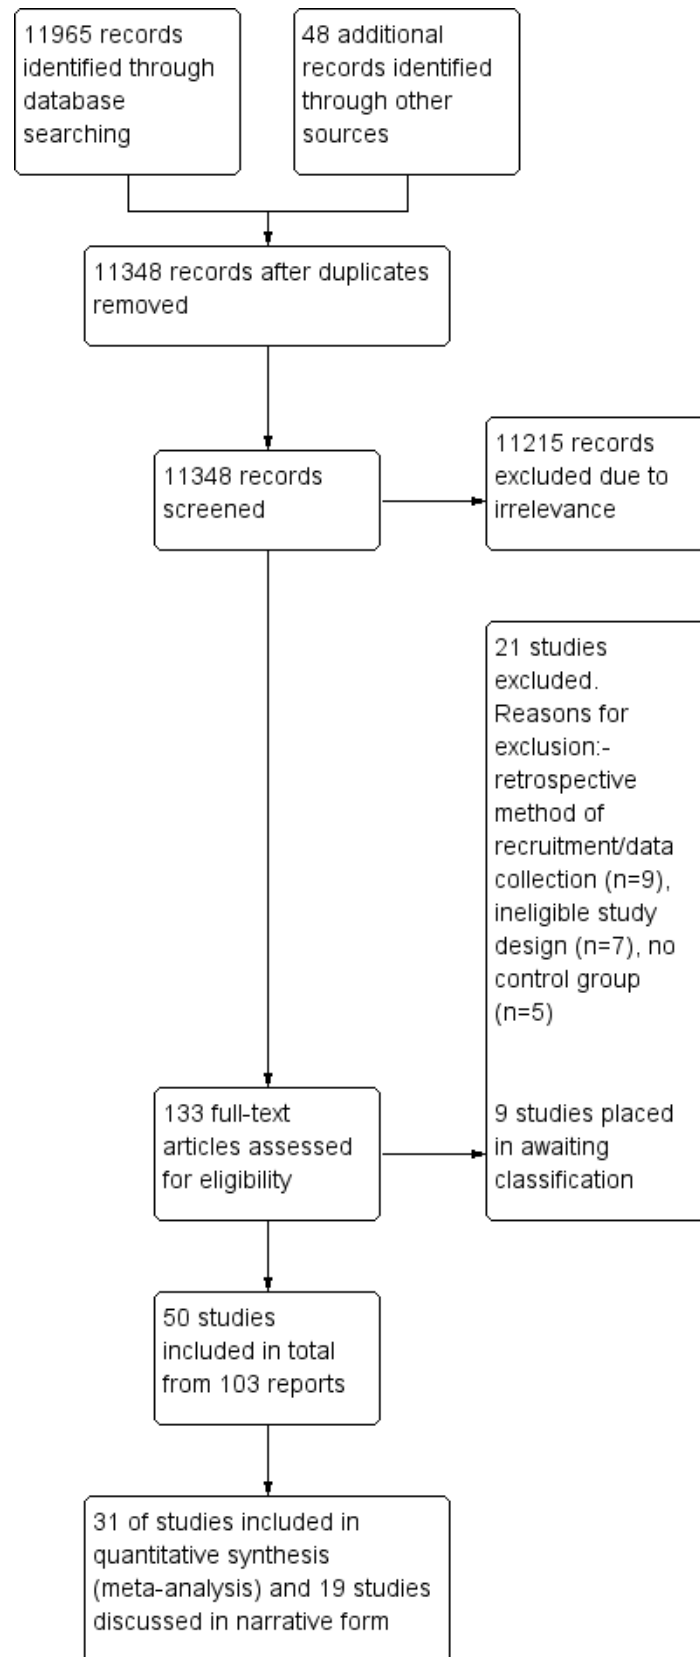 11965 records
identified through
database
searching
48 additional
records identified
through other
sources
11348 records after duplicates
removed
11348 records
screened
11215 records
excluded due to
irrelevance
21 studies
excluded.
Reasons for
exclusion:-
retrospective
method of
recruitment/data
collection (n=9),
ineligible study
design (n=7), no
control group
(n=5)
133 full-text
articles assessed
for eligibility
9 studies placed
in awaiting
classification
50 studies
included in total
from 103 reports
31 of studies included in
quantitative synthesis
(meta-analysis) and 19 studies
discussed in narrative form